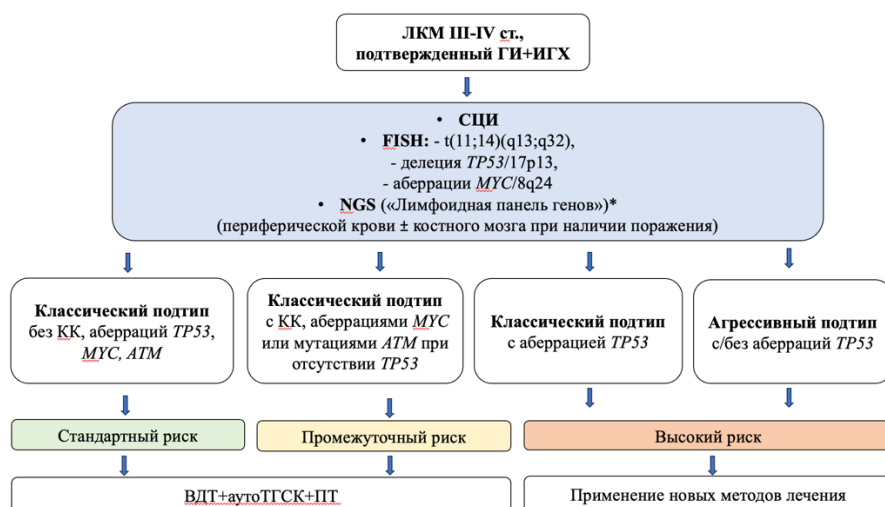 ЛКМ III-IV ст.,
подтвержденный ГИ+ИГХ
• СЦИ
• FISH: - t(11;14)(q13;q32),
- делеция TP53/17p13,
- аберрации MYC/8q24
• NGS («Лимфоидная панель генов»)*
(периферической крови ± костного мозга при наличии поражения)
Классический подтип
без КК, аберраций TP53,
MYC, ATM
Классический подтип
с КК, аберрациями MYC
или мутациями ATM при
отсутствии TP53
Классический подтип
с аберрацией TP53
Агрессивный подтип
с/без аберраций TP53
Стандартный риск
Промежуточный риск
Высокий риск
ВДТ+аутоТГСК+ПТ
Применение новых методов лечения